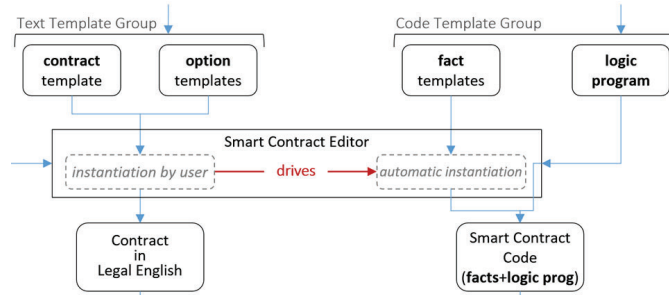 Text Template Group
Code Template Group
contract
template
option
templates
fact
templates
logic
program
Smart Contract Editor
instantiation by user
drives
automatic instantiation
Contract
in
Legal English
Smart Contract
Code
(facts+logic prog)